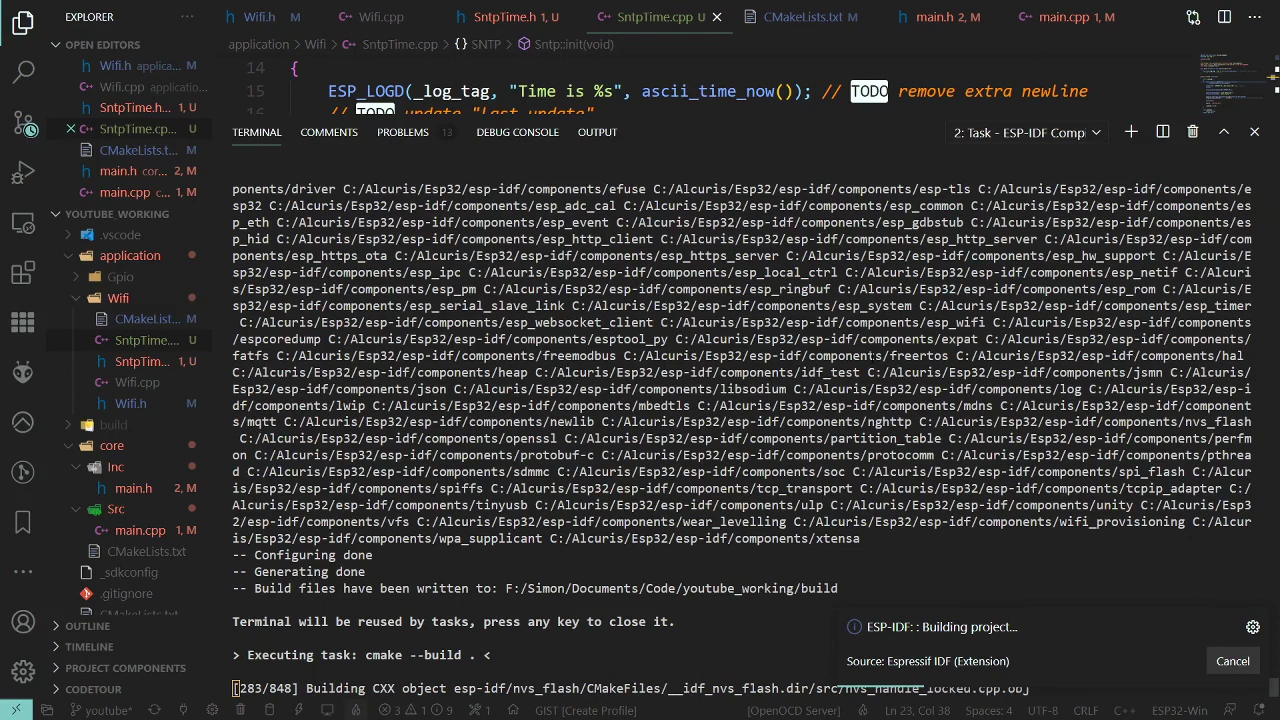 EXPLORER
OPEN EDITORS
Wifi.h applica... M
Wifi.cpp applica...
SntpTime.h... 1, U
SntpTime.cp... U
CMakeLists.t... M
main.h cor... 2, M
main.cpp c... 1, M
YOUTUBE_WORKING
.vscode
application
Gpio
Wifi
CMakeList... M
SntpTime.... U
SntpTim... 1, U
Wifi.cpp
Wifi.h M
build
core
Inc
main.h 2, M
Src
main.cpp 1, M
CMakeLists.txt
_sdkconfig
.gitignore
CMakeLists.txt
OUTLINE
TIMELINE
PROJECT COMPONENTS
CODETOUR
Wifi.h M
Wifi.cpp
SntpTime.h 1, U
SntpTime.cpp U
CMakeLists.txt M
main.h 2, M
main.cpp 1, M
application > Wifi > SntpTime.cpp > {} SNTP > Sntp::init(void)
14 {
15 ESP_LOGD(_log_tag, "Time is %s", ascii_time_now()); // TODO remove extra newline
16 // TODO update "last update"
TERMINAL COMMENTS PROBLEMS 13 DEBUG CONSOLE OUTPUT
2: Task - ESP-IDF Compi
ponents/driver C:/Alcuris/Esp32/esp-idf/components/efuse C:/Alcuris/Esp32/esp-idf/components/esp-tls C:/Alcuris/Esp32/esp-idf/components/e
sp32 C:/Alcuris/Esp32/esp-idf/components/esp_adc_cal C:/Alcuris/Esp32/esp-idf/components/esp_common C:/Alcuris/Esp32/esp-idf/components/es
p_eth C:/Alcuris/Esp32/esp-idf/components/esp_event C:/Alcuris/Esp32/esp-idf/components/esp_gdbstub C:/Alcuris/Esp32/esp-idf/components/es
p_hid C:/Alcuris/Esp32/esp-idf/components/esp_http_client C:/Alcuris/Esp32/esp-idf/components/esp_http_server C:/Alcuris/Esp32/esp-idf/com
ponents/esp_https_ota C:/Alcuris/Esp32/esp-idf/components/esp_https_server C:/Alcuris/Esp32/esp-idf/components/esp_hw_support C:/Alcuris/E
sp32/esp-idf/components/esp_ipc C:/Alcuris/Esp32/esp-idf/components/esp_local_ctrl C:/Alcuris/Esp32/esp-idf/components/esp_netif C:/Alcuri
s/Esp32/esp-idf/components/esp_pm C:/Alcuris/Esp32/esp-idf/components/esp_ringbuf C:/Alcuris/Esp32/esp-idf/components/esp_rom C:/Alcuris/E
sp32/esp-idf/components/esp_serial_slave_link C:/Alcuris/Esp32/esp-idf/components/esp_system C:/Alcuris/Esp32/esp-idf/components/esp_timer
C:/Alcuris/Esp32/esp-idf/components/esp_websocket_client C:/Alcuris/Esp32/esp-idf/components/esp_wifi C:/Alcuris/Esp32/esp-idf/components
/espcoredump C:/Alcuris/Esp32/esp-idf/components/esptool_py C:/Alcuris/Esp32/esp-idf/components/expat C:/Alcuris/Esp32/esp-idf/components/
fatfs C:/Alcuris/Esp32/esp-idf/components/freemodbus C:/Alcuris/Esp32/esp-idf/components/freertos C:/Alcuris/Esp32/esp-idf/components/hal
C:/Alcuris/Esp32/esp-idf/components/heap C:/Alcuris/Esp32/esp-idf/components/idf_test C:/Alcuris/Esp32/esp-idf/components/jsmn C:/Alcuris/
Esp32/esp-idf/components/json C:/Alcuris/Esp32/esp-idf/components/libsodium C:/Alcuris/Esp32/esp-idf/components/log C:/Alcuris/Esp32/esp-i
df/components/lwip C:/Alcuris/Esp32/esp-idf/components/mbedtls C:/Alcuris/Esp32/esp-idf/components/mdns C:/Alcuris/Esp32/esp-idf/component
s/mqtt C:/Alcuris/Esp32/esp-idf/components/newlib C:/Alcuris/Esp32/esp-idf/components/nghttp C:/Alcuris/Esp32/esp-idf/components/nvs_flash
C:/Alcuris/Esp32/esp-idf/components/openssl C:/Alcuris/Esp32/esp-idf/components/partition_table C:/Alcuris/Esp32/esp-idf/components/perfm
on C:/Alcuris/Esp32/esp-idf/components/protobuf-c C:/Alcuris/Esp32/esp-idf/components/protocomm C:/Alcuris/Esp32/esp-idf/components/pthrea
d C:/Alcuris/Esp32/esp-idf/components/sdmmc C:/Alcuris/Esp32/esp-idf/components/soc C:/Alcuris/Esp32/esp-idf/components/spi_flash C:/Alcur
is/Esp32/esp-idf/components/spiffs C:/Alcuris/Esp32/esp-idf/components/tcp_transport C:/Alcuris/Esp32/esp-idf/components/tcpip_adapter C:/
Alcuris/Esp32/esp-idf/components/tinyusb C:/Alcuris/Esp32/esp-idf/components/ulp C:/Alcuris/Esp32/esp-idf/components/unity C:/Alcuris/Esp3
2/esp-idf/components/vfs C:/Alcuris/Esp32/esp-idf/components/wear_levelling C:/Alcuris/Esp32/esp-idf/components/wifi_provisioning C:/Alcur
is/Esp32/esp-idf/components/wpa_supplicant C:/Alcuris/Esp32/esp-idf/components/xtensa
-- Configuring done
-- Generating done
-- Build files have been written to: F:/Simon/Documents/Code/youtube_working/build
Terminal will be reused by tasks, press any key to close it.
> Executing task: cmake --build . <
[283/848] Building CXX object esp-idf/nvs_flash/CMakeFiles/__idf_nvs_flash.dir/src/nvs_handle_locked.cpp.obj
ESP-IDF: : Building project...
Source: Espressif IDF (Extension)
Cancel
youtube* 3 1 9 1 GIST [Create Profile] [OpenOCD Server] Ln 23, Col 38 Spaces: 4 UTF-8 CRLF C++ ESP-Win